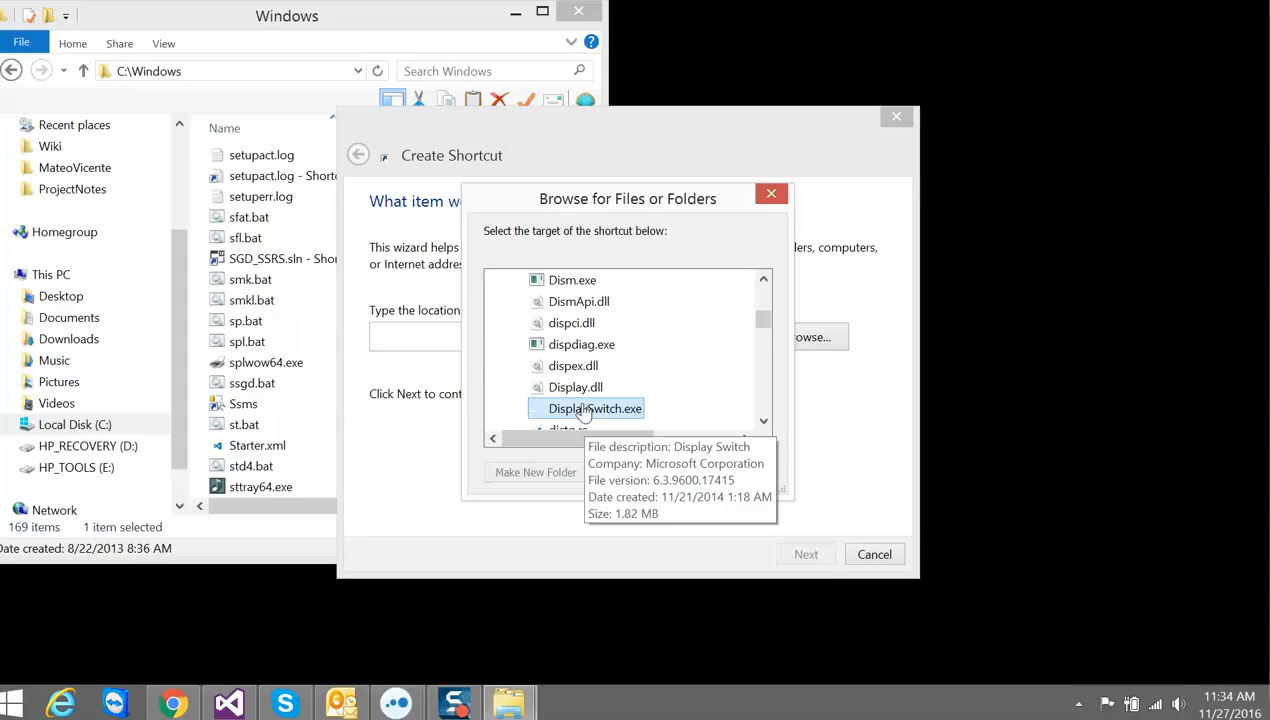 Windows
File
Home
Share
View
C:\Windows
Search Windows
Recent places
Wiki
MateoVicente
ProjectNotes
Homegroup
This PC
Desktop
Documents
Downloads
Music
Pictures
Videos
Local Disk (C:)
HP_RECOVERY (D:)
HP_TOOLS (E:)
Network
Name
setupact.log
setupact.log - Shortc
setuperr.log
sfat.bat
sfl.bat
SGD_SSRS.sln - Shor
smk.bat
smkl.bat
sp.bat
spl.bat
splwow64.exe
ssgd.bat
Ssms
st.bat
Starter.xml
std4.bat
sttray64.exe
169 items
1 item selected
Date created: 8/22/2013 8:36 AM
Create Shortcut
What item w
This wizard helps
ders, computers,
or Internet addre
Type the location
owse...
Click Next to cont
Next
Cancel
Browse for Files or Folders
Select the target of the shortcut below:
Dism.exe
DismApi.dll
dispci.dll
dispdiag.exe
dispex.dll
Display.dll
DisplaySwitch.exe
Make New Folder
File description: Display Switch
Company: Microsoft Corporation
File version: 6.3.9600.17415
Date created: 11/21/2014 1:18 AM
Size: 1.82 MB
11:34 AM
11/27/2016